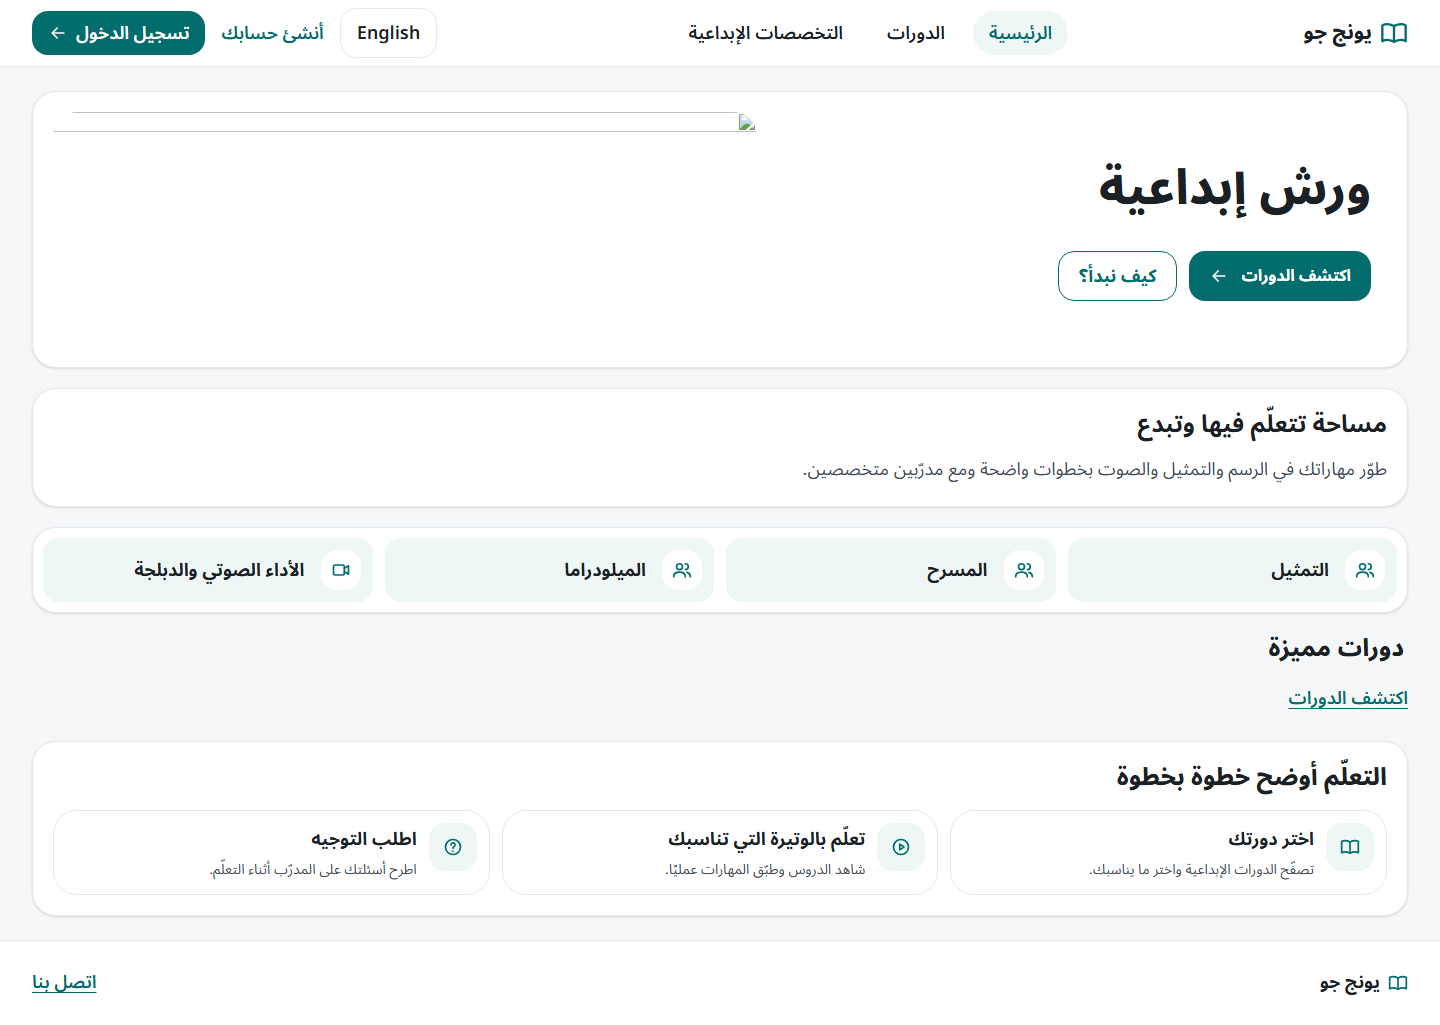 يونج جو
الرئيسية
الدورات
التخصصات الإبداعية
English
أنشئ حسابك
تسجيل الدخول ←
ورش إبداعية
اكتشف الدورات ←
كيف نبدأ؟
مساحة تتعلّم فيها وتبدع
طوّر مهاراتك في الرسم والتمثيل والصوت بخطوات واضحة ومع مدرّبين متخصصين.
التمثيل
المسرح
الميلودراما
الأداء الصوتي والدبلجة
دورات مميزة
اكتشف الدورات
التعلّم أوضح خطوة بخطوة
اختر دورتك
تصفّح الدورات الإبداعية واختر ما يناسبك.
تعلّم بالوتيرة التي تناسبك
شاهد الدروس وطبّق المهارات عمليًا.
اطلب التوجيه
اطرح أسئلتك على المدرّب أثناء التعلّم.
يونج جو
اتصل بنا